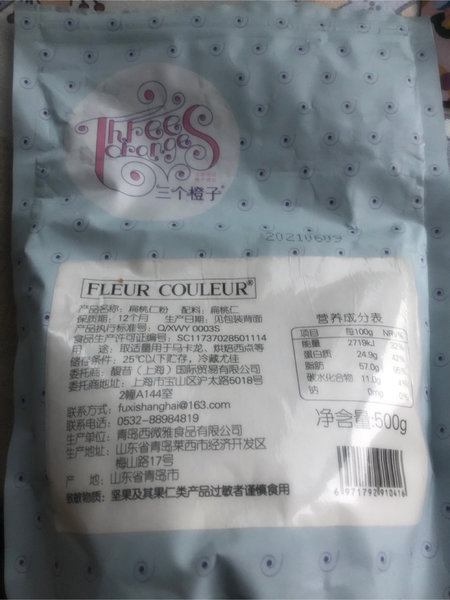 Three
Oranges
三个橙子®
20210609
FLEUR COULEUR®
产品名称: 扁桃仁粉 配料: 扁桃仁
保质期: 12个月 生产日期: 见包装背面
产品执行标准号: Q/XWY 0003S
食品生产许可证编号: SC11737028501114
用 途: 取适量用于马卡龙、烘焙西点等
储存条件: 25℃以下贮存, 冷藏尤佳
委托商: 馥昔(上海)国际贸易有限公司
委托商地址: 上海市宝山区沪太路5018号
2幢A144室
联系方式: fuxishanghai@163.com
联系电话: 0532-88984819
生产单位: 青岛西微雅食品有限公司
生产地址: 山东省青岛莱西市经济开发区
梅山路17号
产 地: 山东省青岛市
致敏物质: 坚果及其果仁类产品过敏者谨慎食用
营养成分表
项目 每100g NRV%
能量 2719kJ 32%
蛋白质 24.9g 42%
脂肪 57.0g 95%
碳水化合物 11.0g 4%
钠 0mg 0%
净含量:500g
6 971792 910416